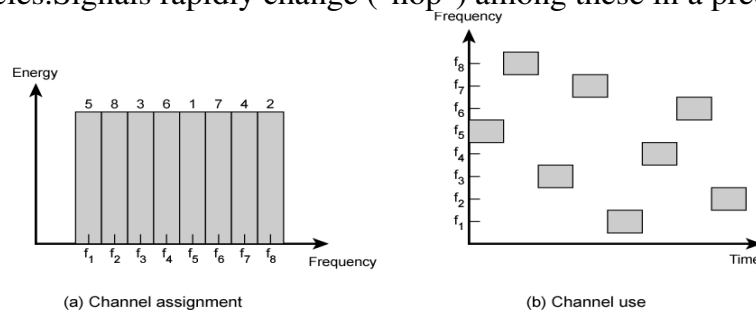 cies.Signals rapidly change ("hop") among these in a pre
Frequency
Energy
5 8 3 6 1 7 4 2
f1 f2 f3 f4 f5 f6 f7 f8
Frequency
(a) Channel assignment
f8
f7
f6
f5
f4
f3
f2
f1
Time
(b) Channel use